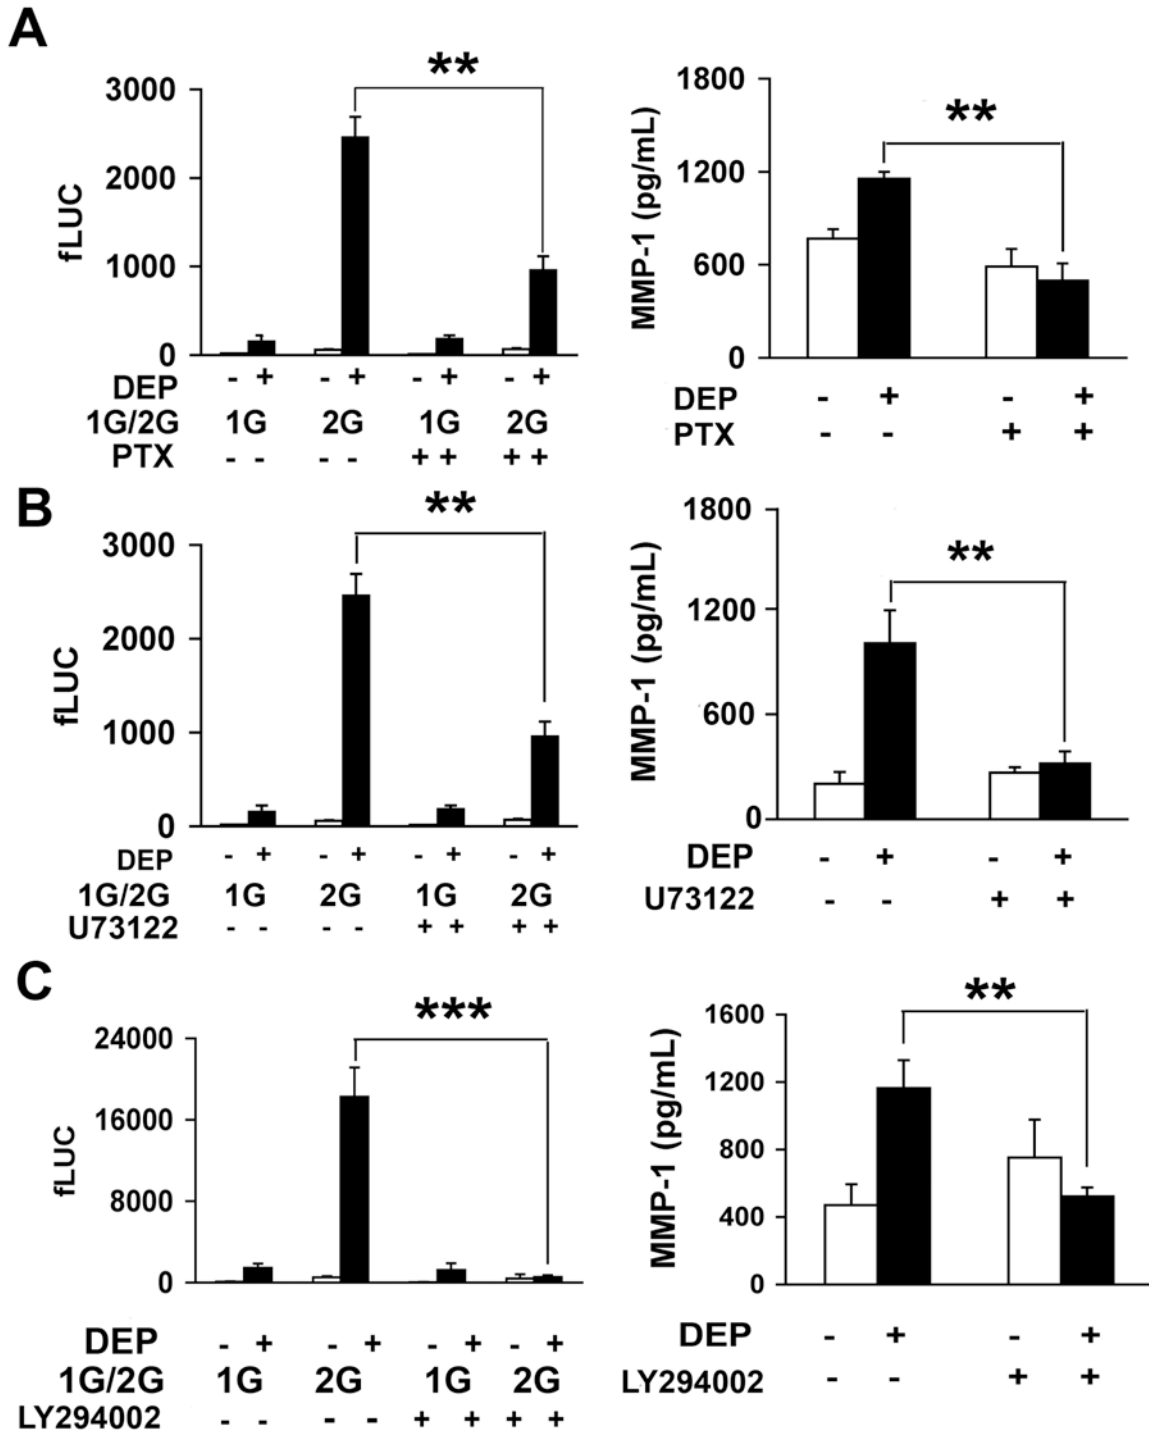 A
**
3000
2000
1000
0
fLUC
DEP - + - + - + - +
1G/2G 1G 2G 1G 2G
PTX - - - - + + + +
**
1800
1200
600
0
MMP-1 (pg/mL)
DEP - + - +
PTX - - + +
B
**
3000
2000
1000
0
fLUC
DEP - + - + - + - +
1G/2G 1G 2G 1G 2G
U73122 - - - - + + + +
**
1800
1200
600
0
MMP-1 (pg/mL)
DEP - + - +
U73122 - - + +
C
***
24000
16000
8000
0
fLUC
DEP - + - + - + - +
1G/2G 1G 2G 1G 2G
LY294002 - - - - + + + +
**
1600
1200
800
400
0
MMP-1 (pg/mL)
DEP - + - +
LY294002 - - + +